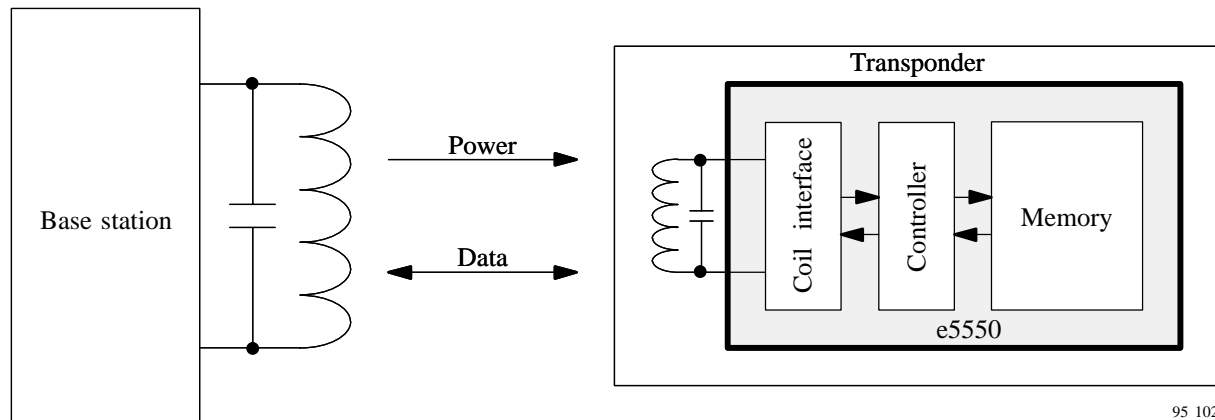 Base station
Power
Data
Transponder
Coil interface
Controller
Memory
e5550